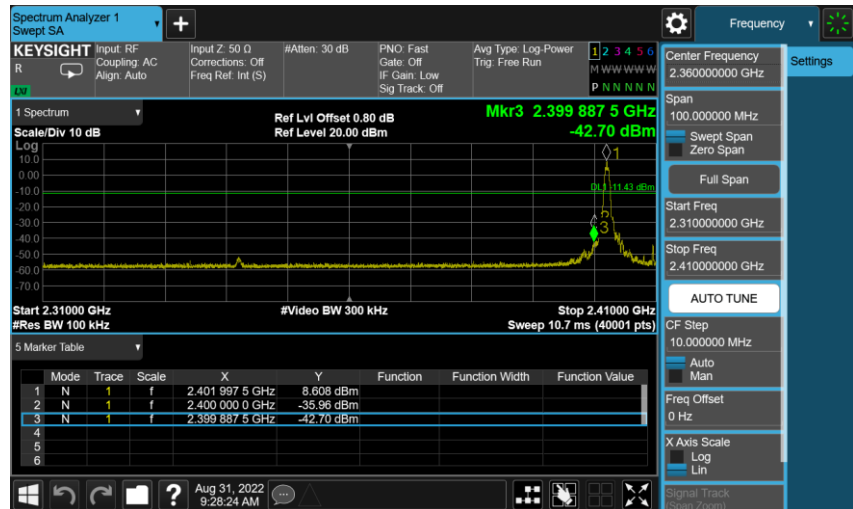 Spectrum Analyzer 1
Swept SA
+
Frequency
KEYSIGHT
R
LXI
Input: RF
Coupling: AC
Align: Auto
Input Z: 50 Ω
Corrections: Off
Freq Ref: Int (S)
#Atten: 30 dB
PNO: Fast
Gate: Off
IF Gain: Low
Sig Track: Off
Avg Type: Log-Power
Trig: Free Run
1 2 3 4 5 6
M W W W W W
P N N N N N
1 Spectrum
Scale/Div 10 dB
Ref Lvl Offset 0.80 dB
Ref Level 20.00 dBm
Mkr3 2.399 887 5 GHz
-42.70 dBm
Log
10.0
0.00
-10.0
-20.0
-30.0
-40.0
-50.0
-60.0
-70.0
1
DL1 -11.43 dBm
2
3
Start 2.31000 GHz
#Res BW 100 kHz
#Video BW 300 kHz
Stop 2.41000 GHz
Sweep 10.7 ms (40001 pts)
5 Marker Table
Mode Trace Scale X Y Function Function Width Function Value
1 N 1 f 2.401 997 5 GHz 8.608 dBm
2 N 1 f 2.400 000 0 GHz -35.96 dBm
3 N 1 f 2.399 887 5 GHz -42.70 dBm
4
5
6
Aug 31, 2022
9:28:24 AM
?
Center Frequency
2.360000000 GHz
Span
100.000000 MHz
Swept Span
Zero Span
Full Span
Start Freq
2.310000000 GHz
Stop Freq
2.410000000 GHz
AUTO TUNE
CF Step
10.000000 MHz
Auto
Man
Freq Offset
0 Hz
X Axis Scale
Log
Lin
Signal Track
(Span Zoom)
Settings